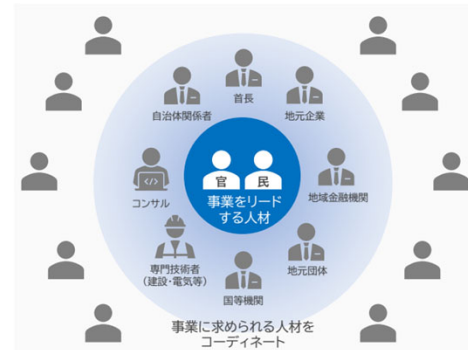 首長
自治体関係者
地元企業
官
民
事業をリード
する人材
コンサル
地域金融機関
専門技術者
(建設・電気等)
地元団体
国等機関
事業に求められる人材を
コーディネート